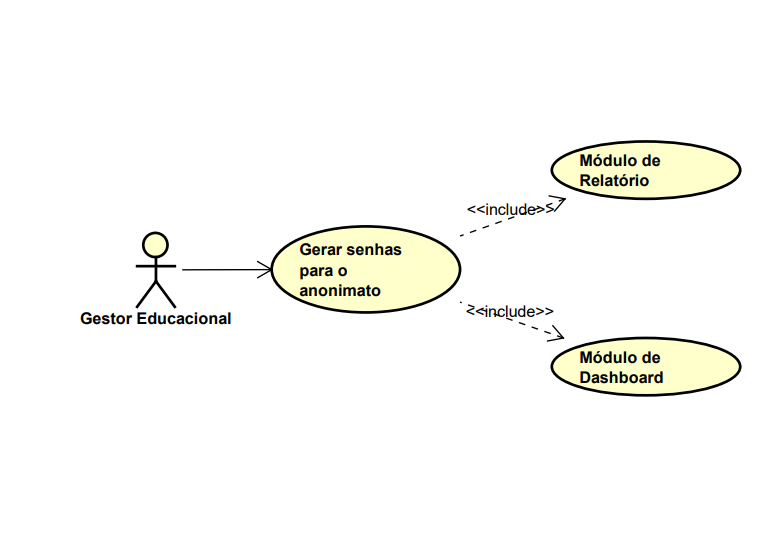 Módulo de
Relatório
<<include>>
Gerar senhas
para o
anonimato
Gestor Educacional
<<include>>
Módulo de
Dashboard